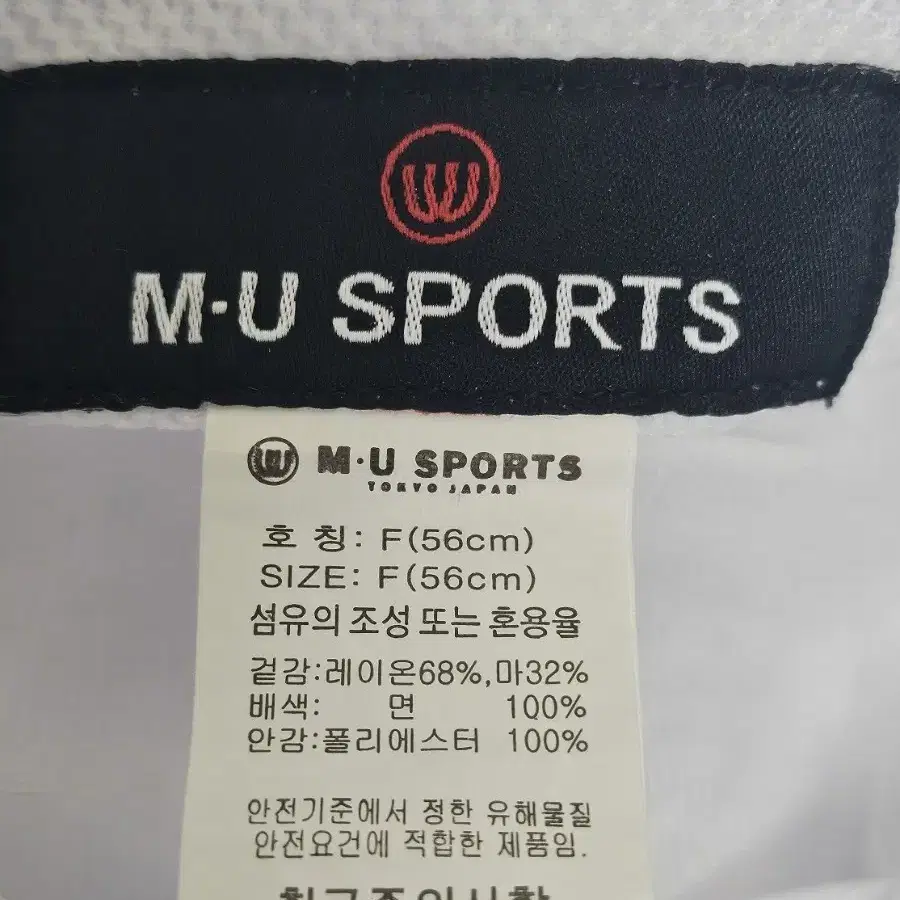 M·U SPORTS
M·U SPORTS
TOKYO JAPAN
호 칭: F(56cm)
SIZE: F(56cm)
섬유의 조성 또는 혼용율
겉감:레이온68%,마32%
배색: 면 100%
안감:폴리에스터 100%
안전기준에서 정한 유해물질
안전요건에 적합한 제품임.